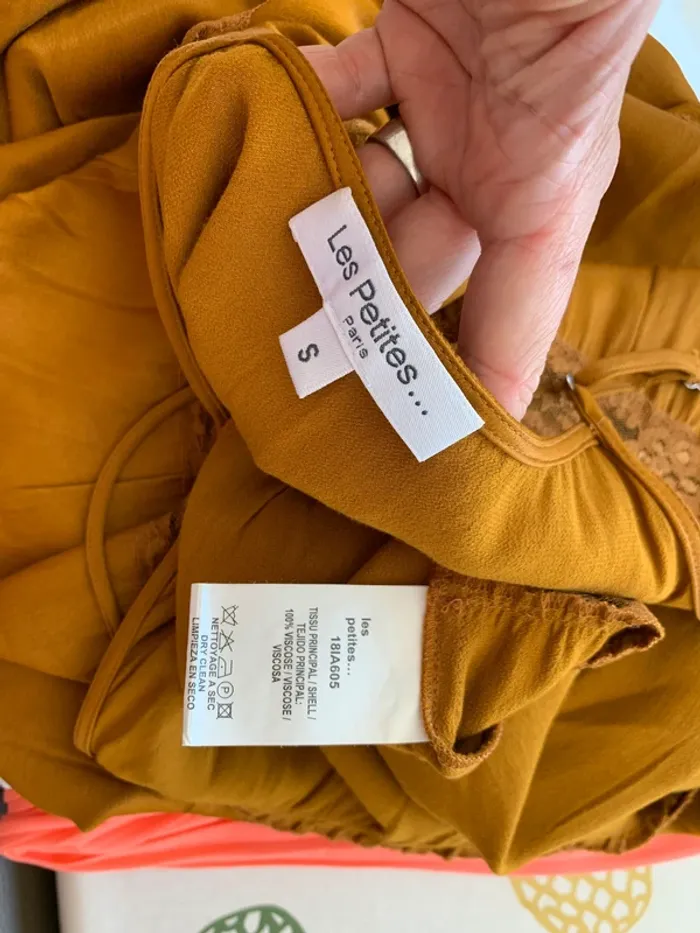 Les Petites...
Paris
S
les
petites...
18IA605
TISSU PRINCIPAL / SHELL /
TEJIDO PRINCIPAL:
100% VISCOSE / VISCOSE /
VISCOSA
NETTOYAGE A SEC
DRY CLEAN
LIMPIEZA EN SECO